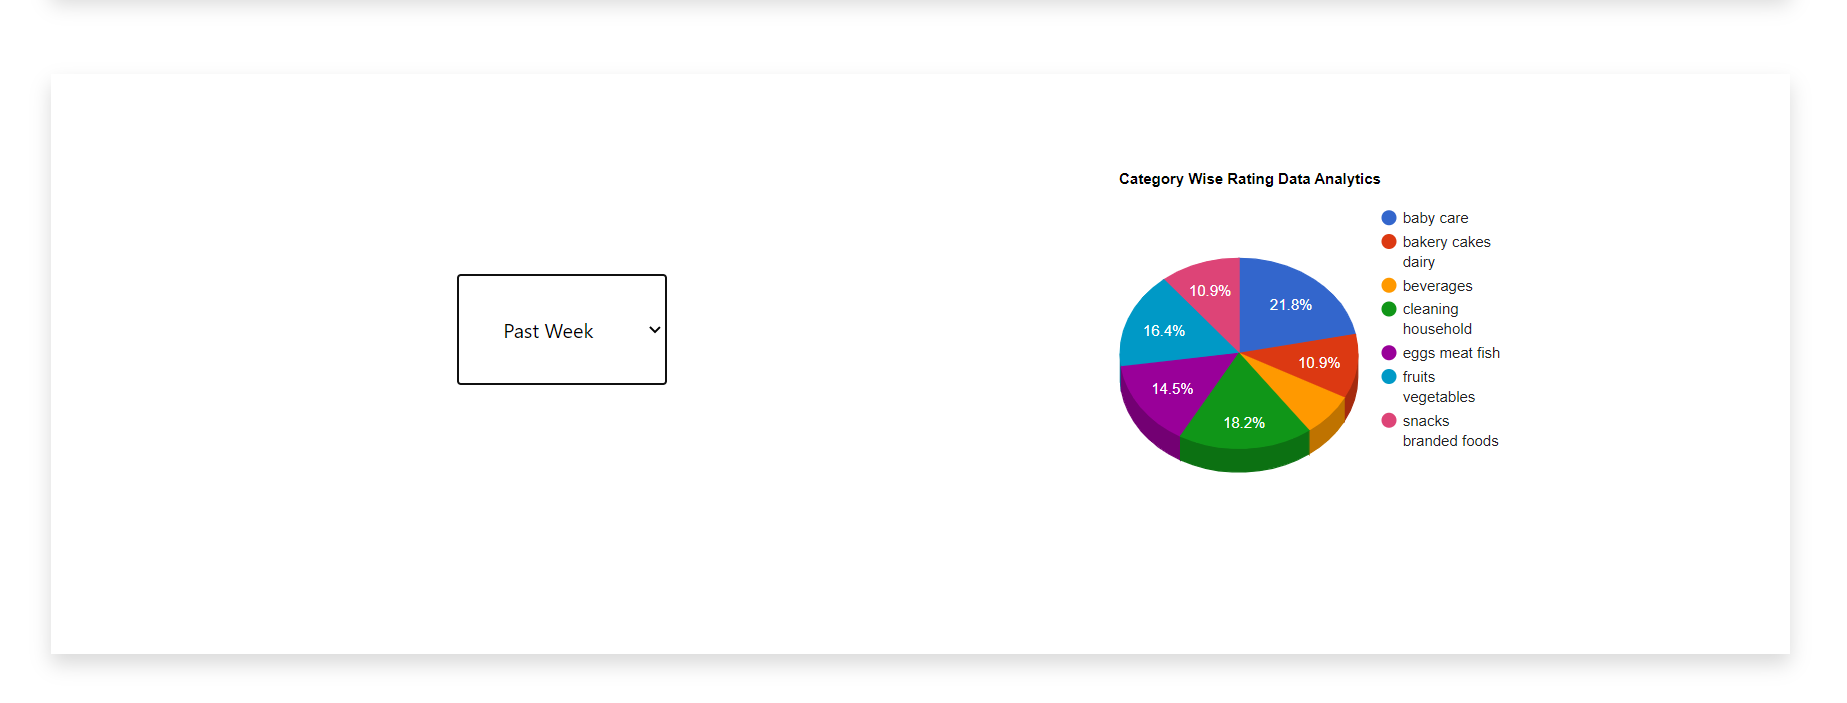 Past Week
Category Wise Rating Data Analytics
21.8%
10.9%
18.2%
14.5%
16.4%
10.9%
baby care
bakery cakes
dairy
beverages
cleaning
household
eggs meat fish
fruits
vegetables
snacks
branded foods